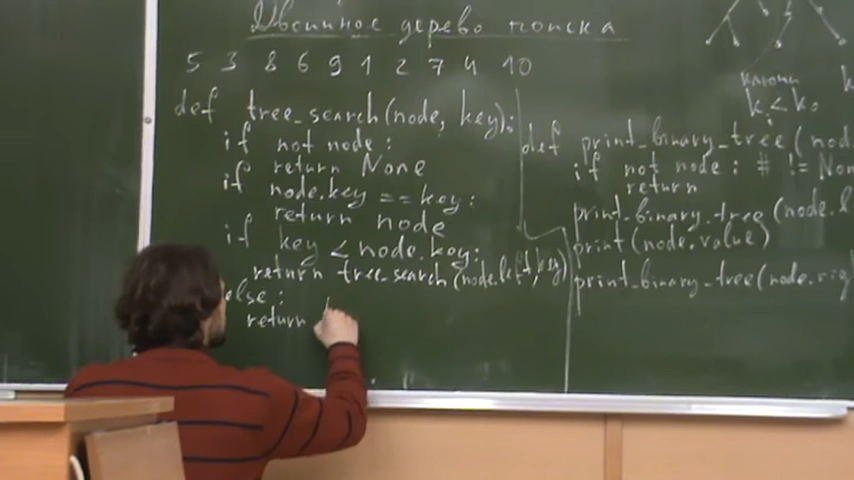 Двоичное дерево поиска
5 3 8 6 9 1 2 7 4 10
def tree_search(node, key):
if not node:
return None
if node.key == key:
return node
if key < node.key:
return tree_search(node.left, key)
else:
return
ключи
k < k₀
def print_binary_tree(nod
if not node: # != Non
return
print_binary_tree(node.l
print(node.value)
print_binary_tree(node.rig